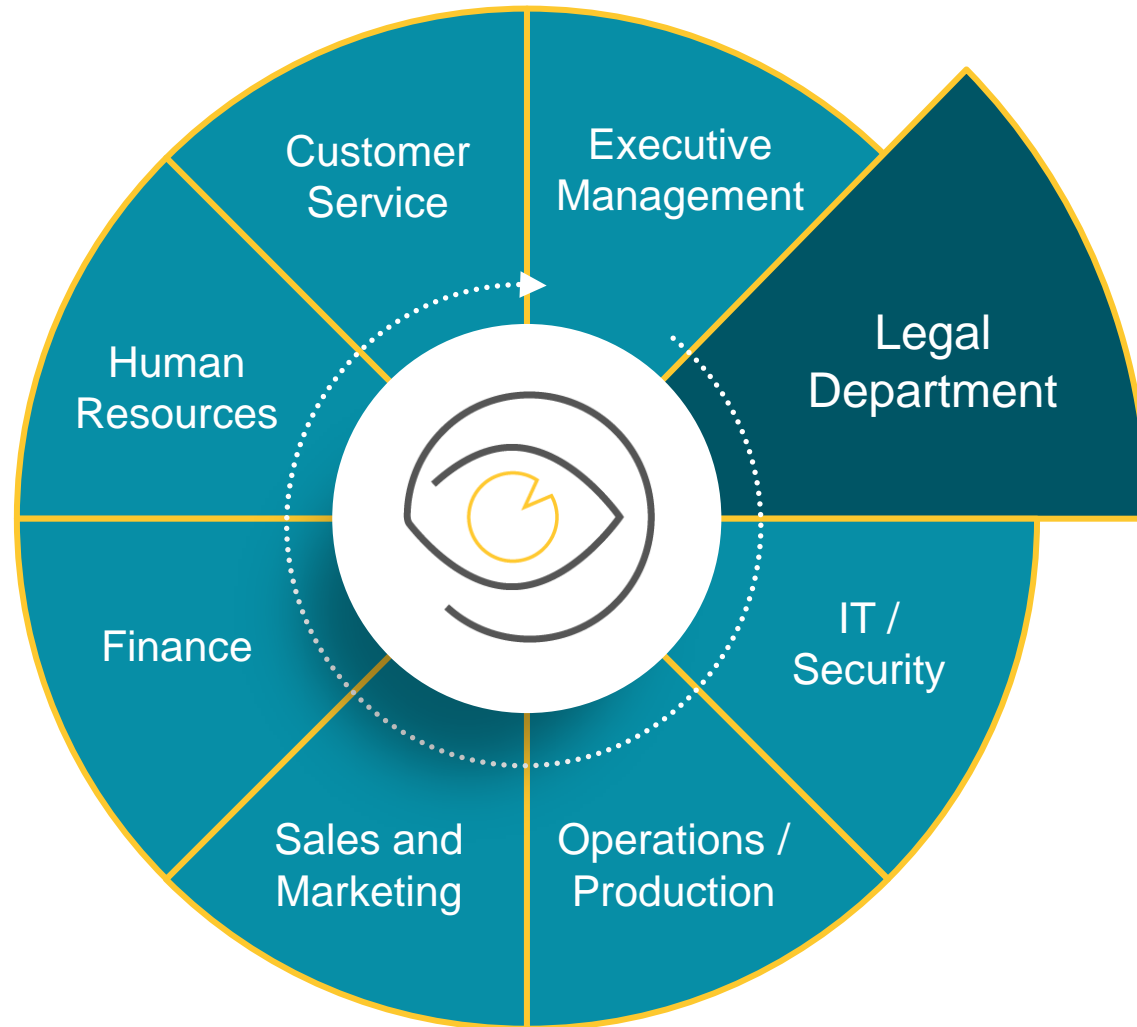 Executive
Management
Legal
Department
IT /
Security
Operations /
Production
Sales and
Marketing
Finance
Human
Resources
Customer
Service